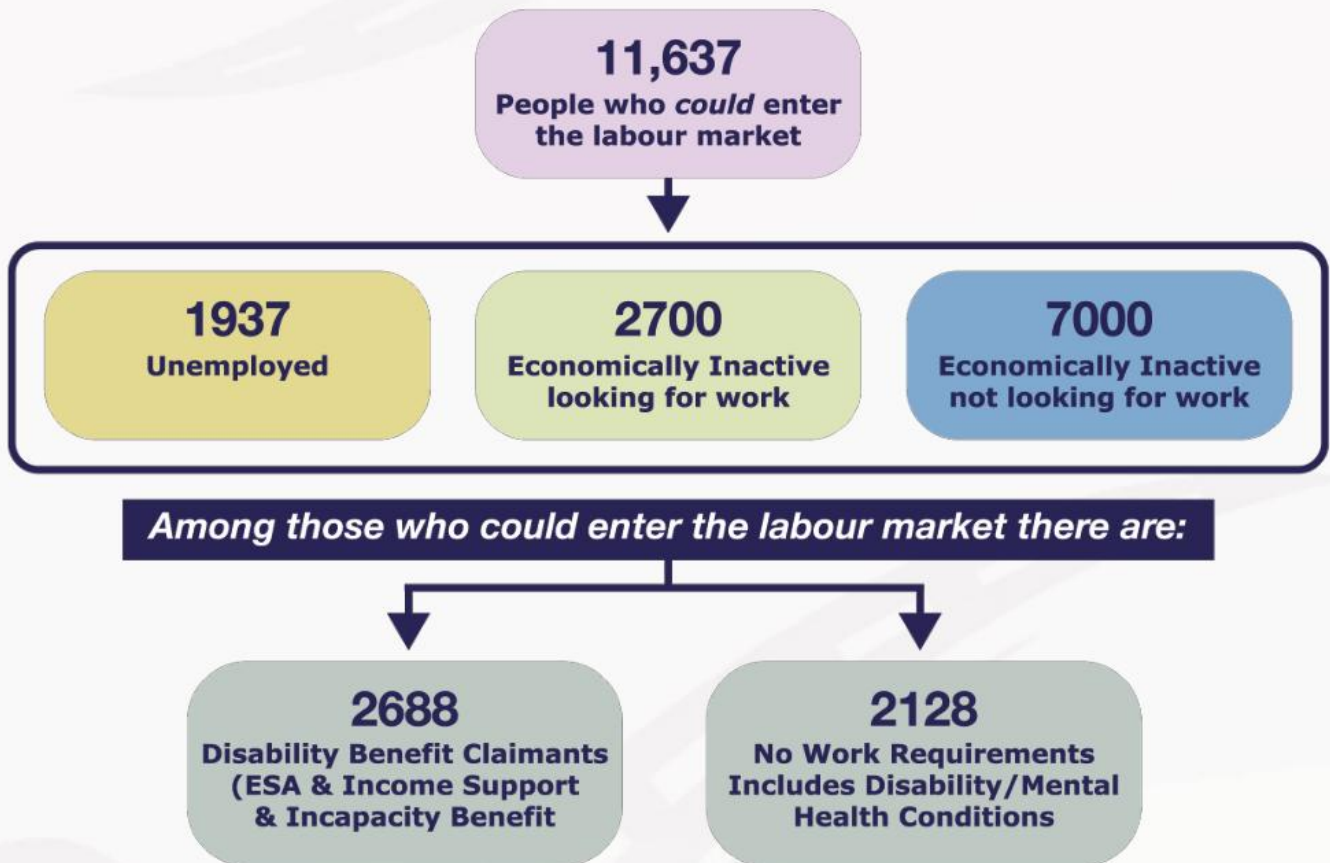 11,637
People who could enter
the labour market
1937
Unemployed
2700
Economically Inactive
looking for work
7000
Economically Inactive
not looking for work
Among those who could enter the labour market there are:
2688
Disability Benefit Claimants
(ESA & Income Support
& Incapacity Benefit
2128
No Work Requirements
Includes Disability/Mental
Health Conditions